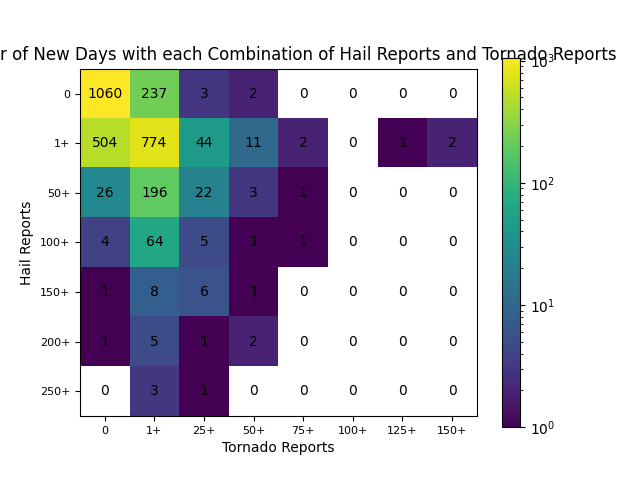 r of New Days with each Combination of Hail Reports and Tornado Reports
0 1060 237 3 2 0 0 0 0
1+ 504 774 44 11 2 0 1 2
50+ 26 196 22 3 1 0 0 0
100+ 4 64 5 1 1 0 0 0
150+ 1 8 6 1 0 0 0 0
200+ 1 5 1 2 0 0 0 0
250+ 0 3 1 0 0 0 0 0
0 1+ 25+ 50+ 75+ 100+ 125+ 150+
Tornado Reports
Hail Reports
10³
10²
10¹
10⁰